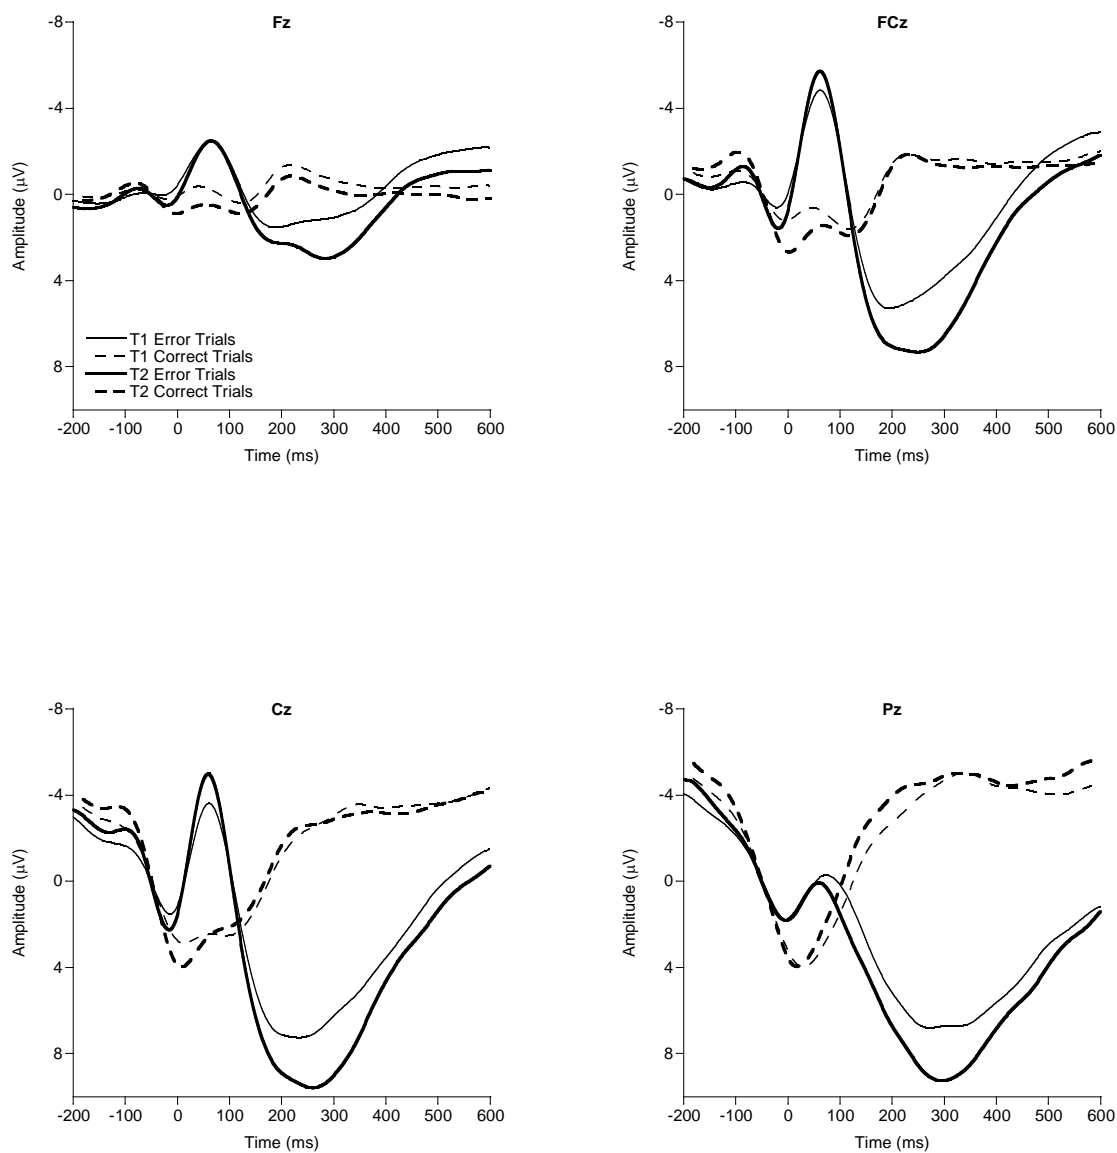 Fz
-8
-4
0
4
8
Amplitude (μV)
T1 Error Trials
T1 Correct Trials
T2 Error Trials
T2 Correct Trials
-200 -100 0 100 200 300 400 500 600
Time (ms)
FCz
-8
-4
0
4
8
Amplitude (μV)
-200 -100 0 100 200 300 400 500 600
Time (ms)
Cz
-8
-4
0
4
8
Amplitude (μV)
-200 -100 0 100 200 300 400 500 600
Time (ms)
Pz
-8
-4
0
4
8
Amplitude (μV)
-200 -100 0 100 200 300 400 500 600
Time (ms)